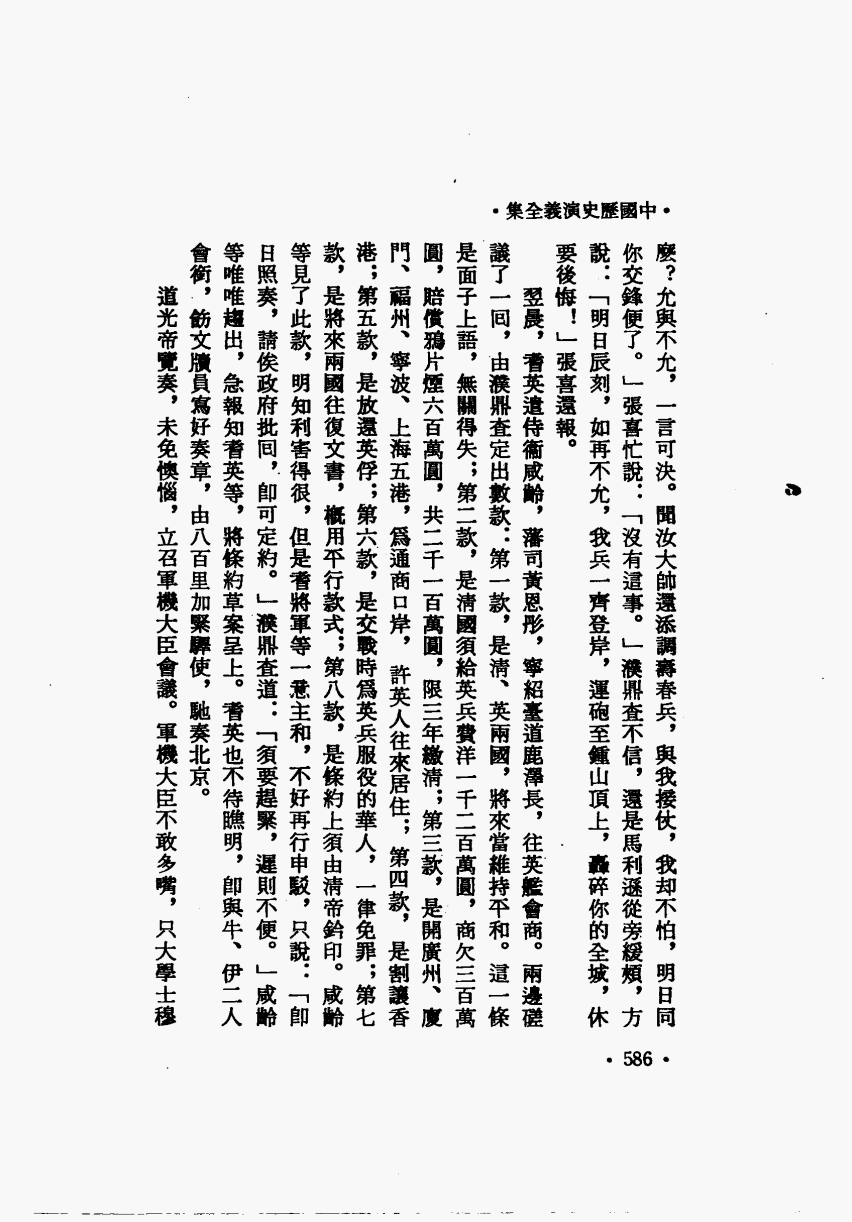 •中國歷史演義全集•
麽？允與不允，一言可決。聞汝大帥還添調壽春兵，與我接仗，我却不怕，明日同
你交鋒便了。」張喜忙說：「沒有這事。」濮鼎查不信，還是馬利遜從旁緩頰，方
說：「明日辰刻，如再不允，我兵一齊登岸，運砲至鍾山頂上，轟碎你的全城，休
要後悔！」張喜還報。
翌晨，耆英遣侍衞咸齡，藩司黃恩彤，寧紹臺道鹿澤長，往英艦會商。兩邊磋
議了一囘，由濮鼎查定出數款：第一款，是淸、英兩國，將來當維持平和。這一條
是面子上語，無關得失；第二款，是淸國須給英兵費洋一千二百萬圓，商欠三百萬
圓，賠償鴉片煙六百萬圓，共二千一百萬圓，限三年繳淸；第三款，是開廣州、廈
門、福州、寧波、上海五港，爲通商口岸，許英人往來居住；第四款，是割讓香
港；第五款，是放還英俘；第六款，是交戰時爲英兵服役的華人，一律免罪；第七
款，是將來兩國往復文書，槪用平行款式；第八款，是條約上須由淸帝鈐印。咸齡
等見了此款，明知利害得很，但是耆將軍等一意主和，不好再行申駁，只說：「卽
日照奏，請俟政府批囘，卽可定約。」濮鼎查道：「須要趕緊，遲則不便。」咸齡
等唯唯趨出，急報知耆英等，將條約草案呈上。耆英也不待瞧明，卽與牛、伊二人
會銜，飭文牘員寫好奏章，由八百里加緊驛使，馳奏北京。
道光帝覽奏，未免懊惱，立召軍機大臣會議。軍機大臣不敢多嘴，只大學士穆
•586•